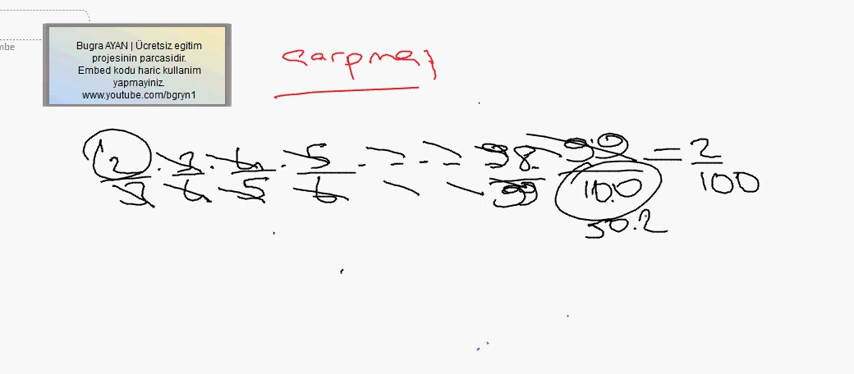 Bugra AYAN | Ücretsiz egitim
projesinin parcasidir.
Embed kodu haric kullanim
yapmayiniz.
www.youtube.com/bgryn1
2/3 · 3/4 · 4/5 · 5/6 · 98/99 · 99/100 = 2/100
50.2